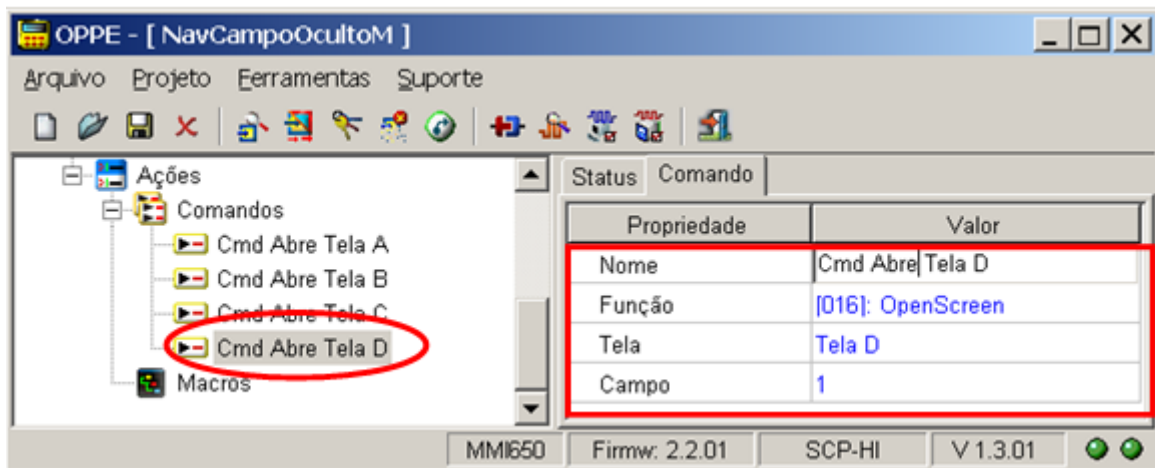 OPPE - [ NavCampoOcultoM ]
Arquivo Projeto Ferramentas Suporte
Ações
Comandos
Cmd Abre Tela A
Cmd Abre Tela B
Cmd Abre Tela C
Cmd Abre Tela D
Macros
Status Comando
Propriedade Valor
Nome Cmd Abre Tela D
Função [016]: OpenScreen
Tela Tela D
Campo 1
MMI650 Firmw: 2.2.01 SCP-HI V 1.3.01